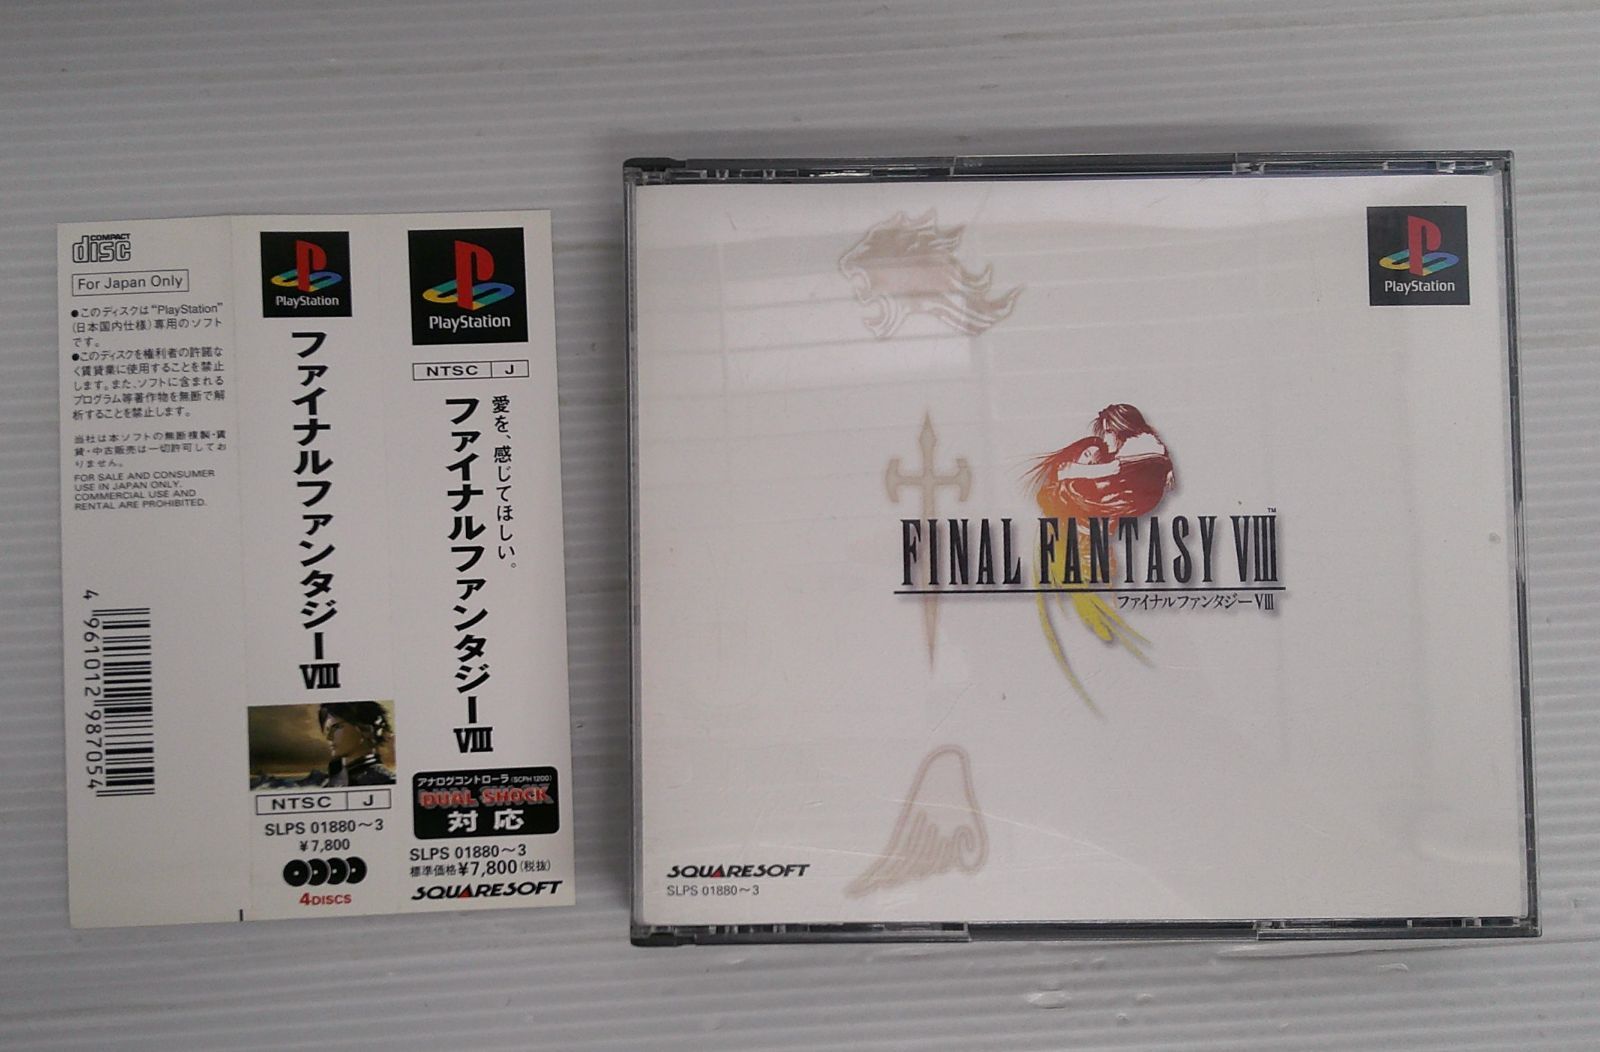 COMPACT
disc
For Japan Only
●このディスクは"PlayStation"
(日本国内仕様)専用のソフト
です。
●このディスクを権利者の許諾な
く賃貸業に使用することを禁止
します。また、ソフトに含まれる
プログラム等著作物を無断で解
析することを禁止します。
当社は本ソフトの無断複製・賃
貸・中古販売は一切許可してお
りません。
FOR SALE AND CONSUMER
USE IN JAPAN ONLY.
COMMERCIAL USE AND
RENTAL ARE PROHIBITED.
4 961012 987054
PlayStation
ファイナルファンタジーVIII
NTSC J
SLPS 01880～3
¥7,800
4DISCS
PlayStation
NTSC J
愛を、感じてほしい。
ファイナルファンタジーVIII
アナログコントローラ(SCPH1200)
DUAL SHOCK
対応
SLPS 01880～3
標準価格¥7,800(税抜)
SQUARESOFT
PlayStation
FINAL FANTASY VIII™
ファイナルファンタジーVIII
SQUARESOFT
SLPS 01880～3